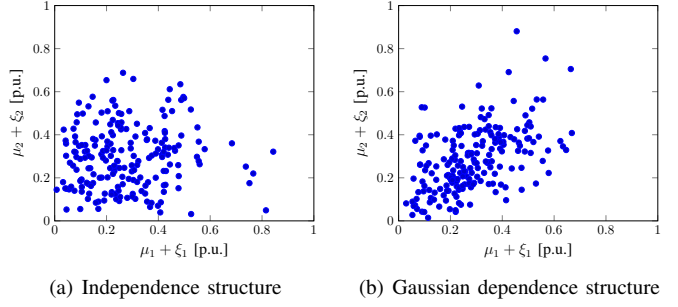 1
0.8
0.6
0.4
0.2
0
μ₂ + ξ₂ [p.u.]
0 0.2 0.4 0.6 0.8 1
μ₁ + ξ₁ [p.u.]
(a) Independence structure
1
0.8
0.6
0.4
0.2
0
μ₂ + ξ₂ [p.u.]
0 0.2 0.4 0.6 0.8 1
μ₁ + ξ₁ [p.u.]
(b) Gaussian dependence structure